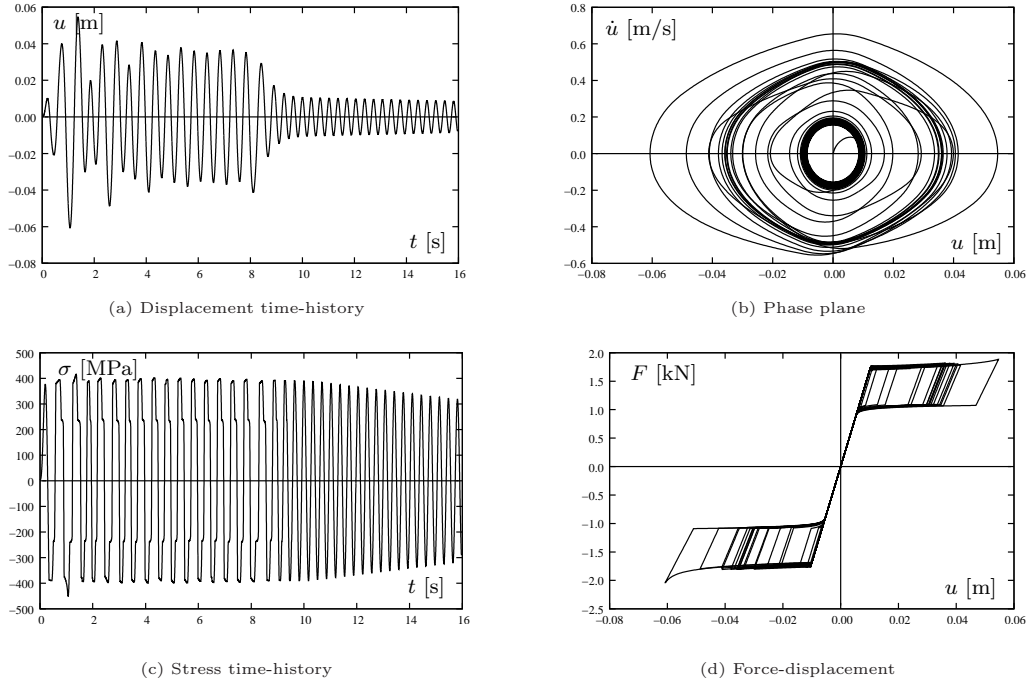 0.06
0.04
0.02
0.00
−0.02
−0.04
−0.06
−0.08
u [m]
t [s]
0 2 4 6 8 10 12 14 16
(a) Displacement time-history
0.8
0.6
0.4
0.2
0.0
−0.2
−0.4
−0.6
u̇ [m/s]
u [m]
−0.08 −0.06 −0.04 −0.02 0.00 0.02 0.04 0.06 0.08
(b) Phase plane
500
400
300
200
100
0
−100
−200
−300
−400
−500
σ [MPa]
t [s]
0 2 4 6 8 10 12 14 16
(c) Stress time-history
2.0
1.5
1.0
0.5
0.0
−0.5
−1.0
−1.5
−2.0
−2.5
F [kN]
u [m]
−0.08 −0.06 −0.04 −0.02 0.00 0.02 0.04 0.06
(d) Force-displacement